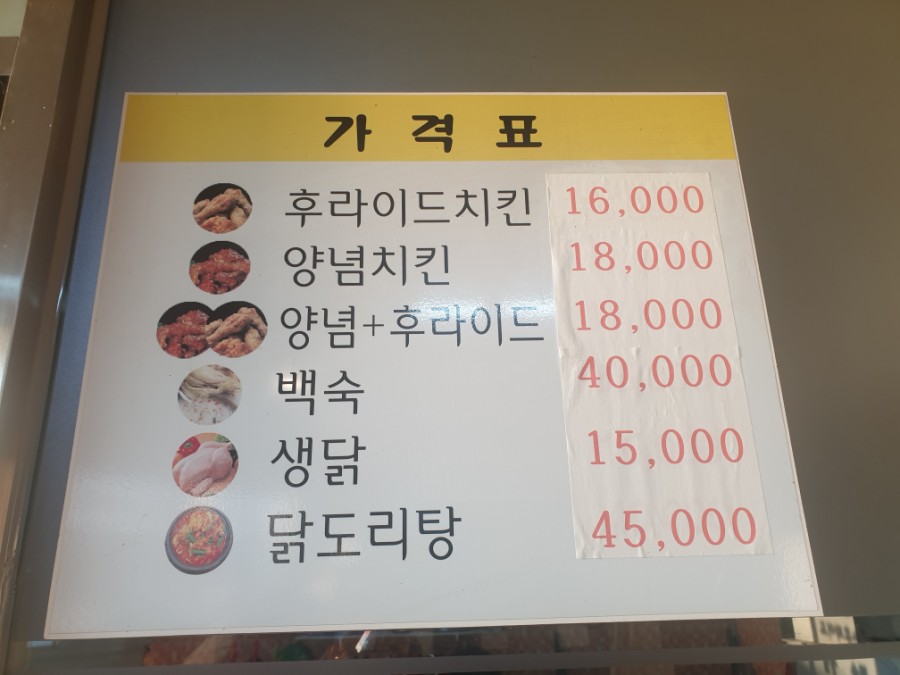 가격표
후라이드치킨 16,000
양념치킨 18,000
양념+후라이드 18,000
백숙 40,000
생닭 15,000
닭도리탕 45,000